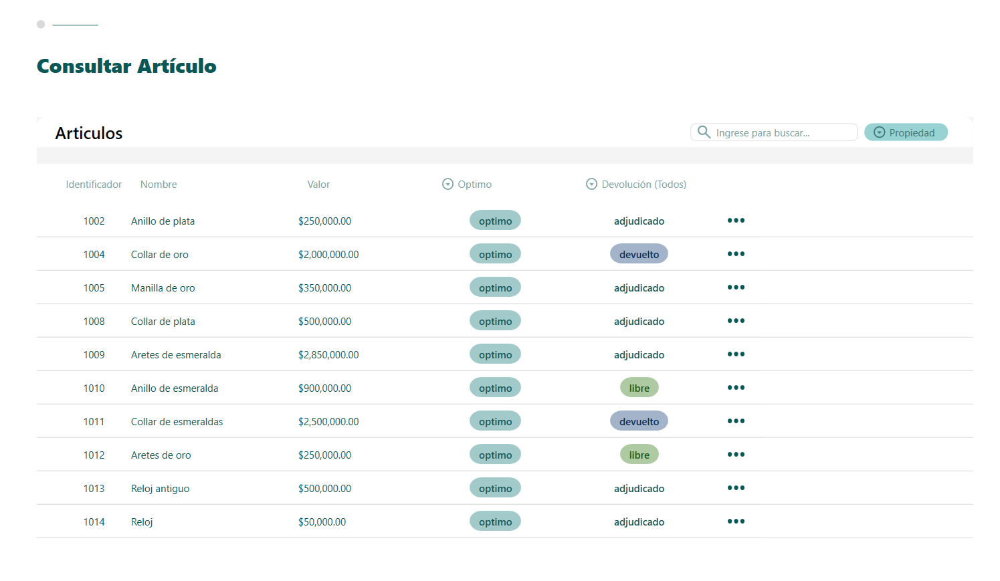 Consultar Artículo
Articulos Ingrese para buscar... Propiedad
Identificador Nombre Valor Optimo Devolución (Todos)
1002 Anillo de plata $250,000.00 optimo adjudicado
1004 Collar de oro $2,000,000.00 optimo devuelto
1005 Manilla de oro $350,000.00 optimo adjudicado
1008 Collar de plata $500,000.00 optimo adjudicado
1009 Aretes de esmeralda $2,850,000.00 optimo adjudicado
1010 Anillo de esmeralda $900,000.00 optimo libre
1011 Collar de esmeraldas $2,500,000.00 optimo devuelto
1012 Aretes de oro $250,000.00 optimo libre
1013 Reloj antiguo $500,000.00 optimo adjudicado
1014 Reloj $50,000.00 optimo adjudicado